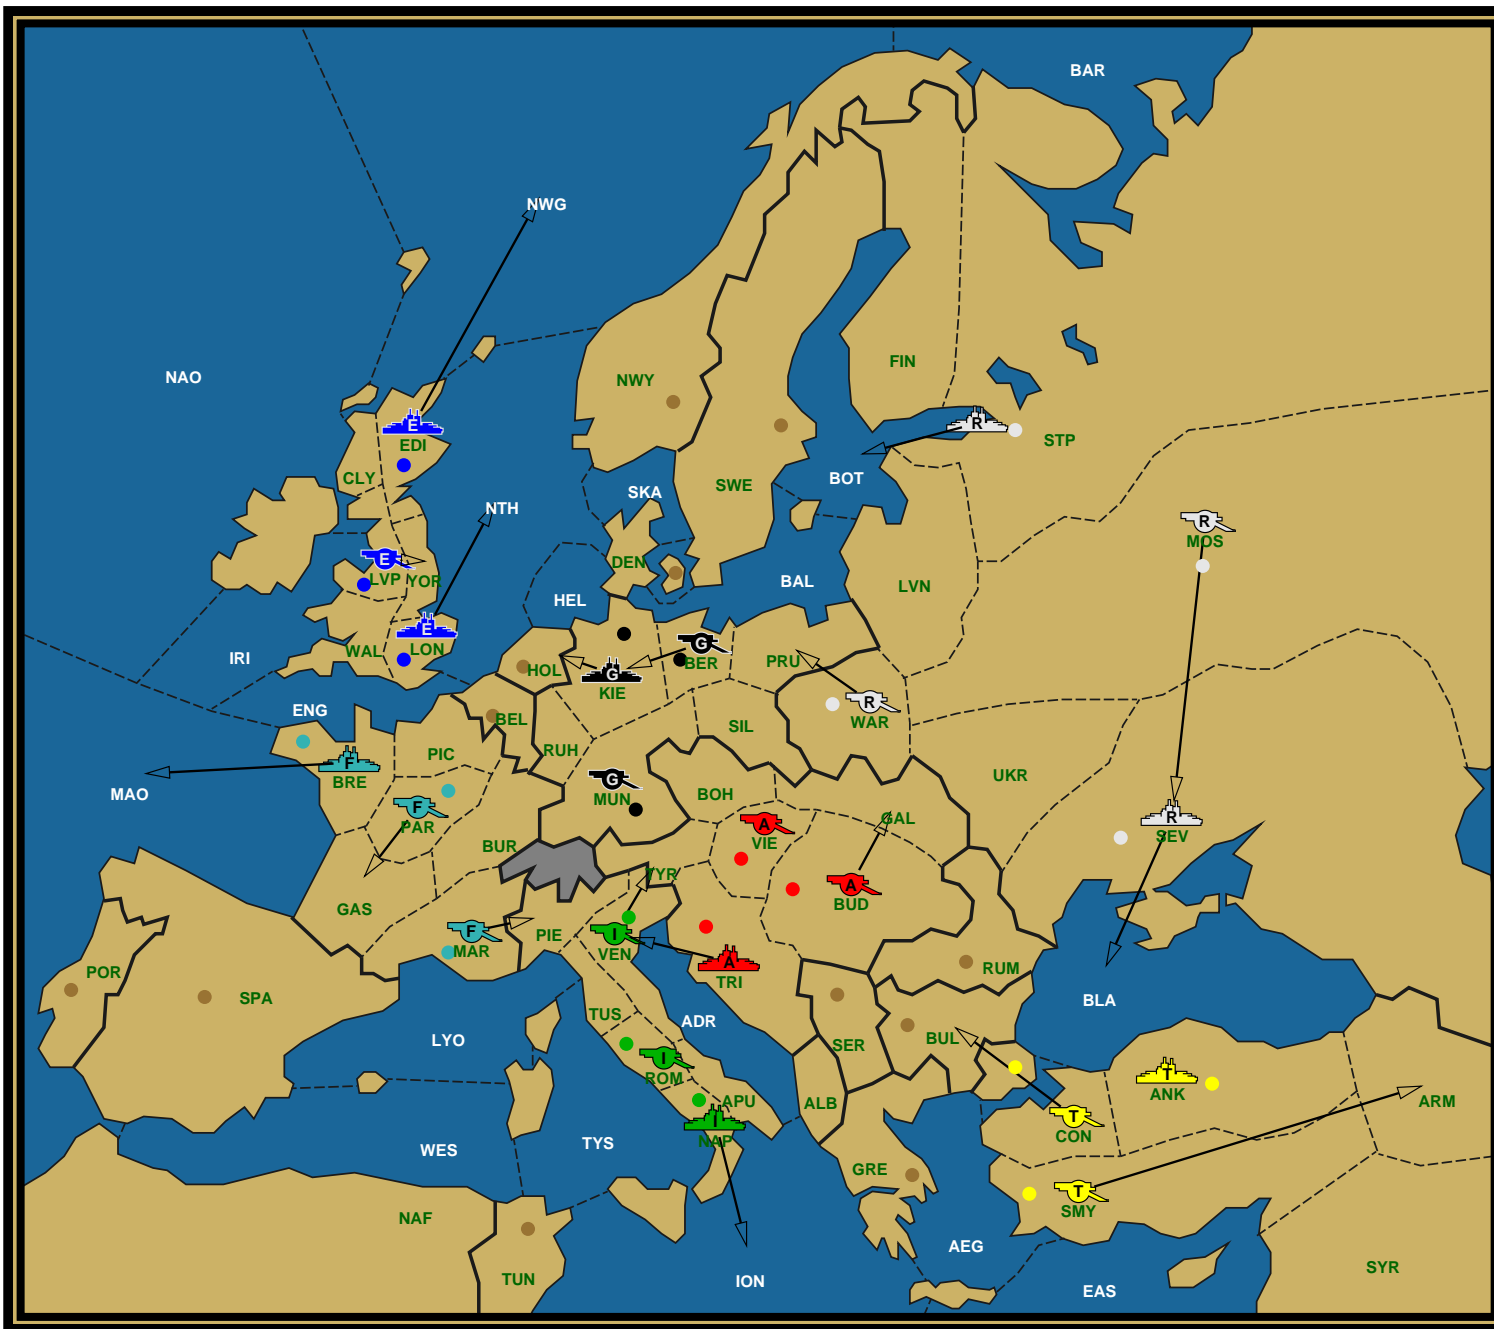 BAR
NWG
NAO
FIN
NWY
E
EDI
R
STP
CLY
BOT
SWE
SKA
NTH
R
MOS
E
LVP
YOR
DEN
BAL
LVN
HEL
E
LON
WAL
IRI
HOL
G
KIE
G
BER
PRU
R
WAR
ENG
BEL
SIL
PIC
RUH
F
BRE
UKR
MAO
G
MUN
BOH
F
PAR
A
VIE
GAL
R
SEV
BUR
TYR
A
BUD
GAS
F
MAR
PIE
I
VEN
A
TRI
RUM
POR
SPA
BLA
TUS
ADR
LYO
BUL
SER
I
ROM
T
ANK
APU
ALB
ARM
I
NAP
T
CON
WES
TYS
GRE
T
SMY
NAF
AEG
TUN
ION
EAS
SYR